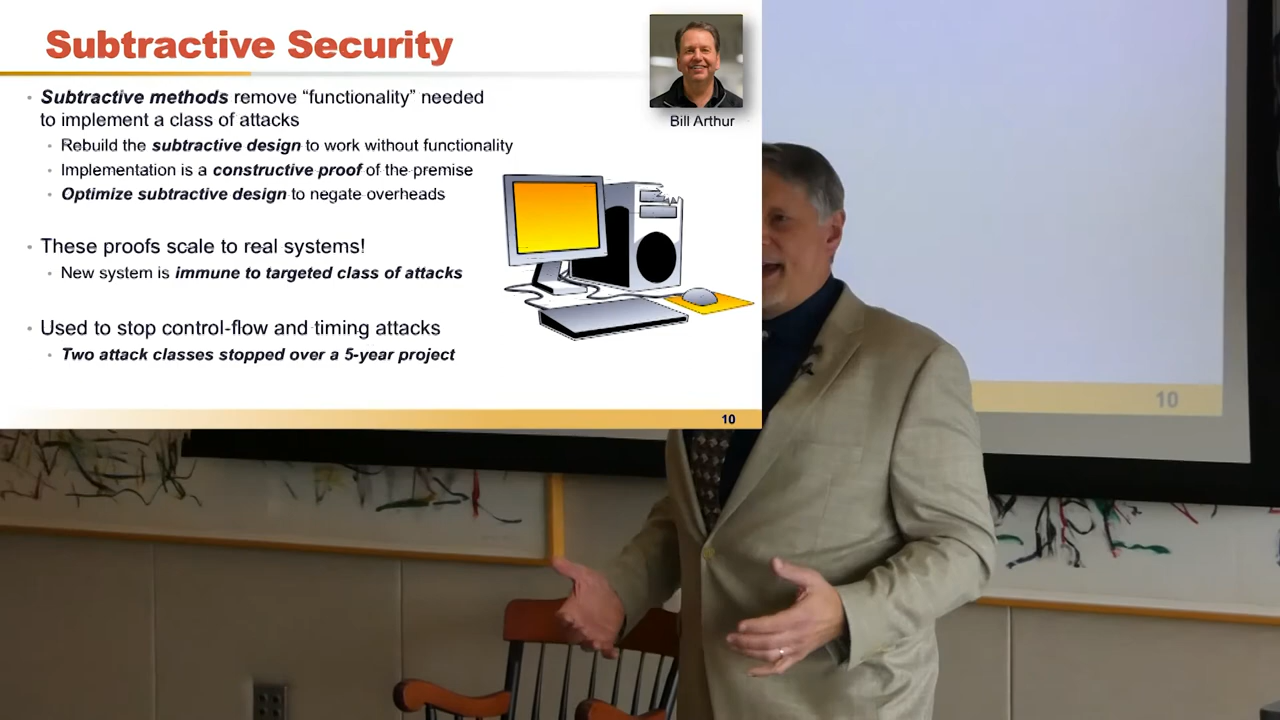 Subtractive Security
Bill Arthur
• Subtractive methods remove “functionality” needed
to implement a class of attacks
• Rebuild the subtractive design to work without functionality
• Implementation is a constructive proof of the premise
• Optimize subtractive design to negate overheads
• These proofs scale to real systems!
• New system is immune to targeted class of attacks
• Used to stop control-flow and timing attacks
• Two attack classes stopped over a 5-year project
10
10